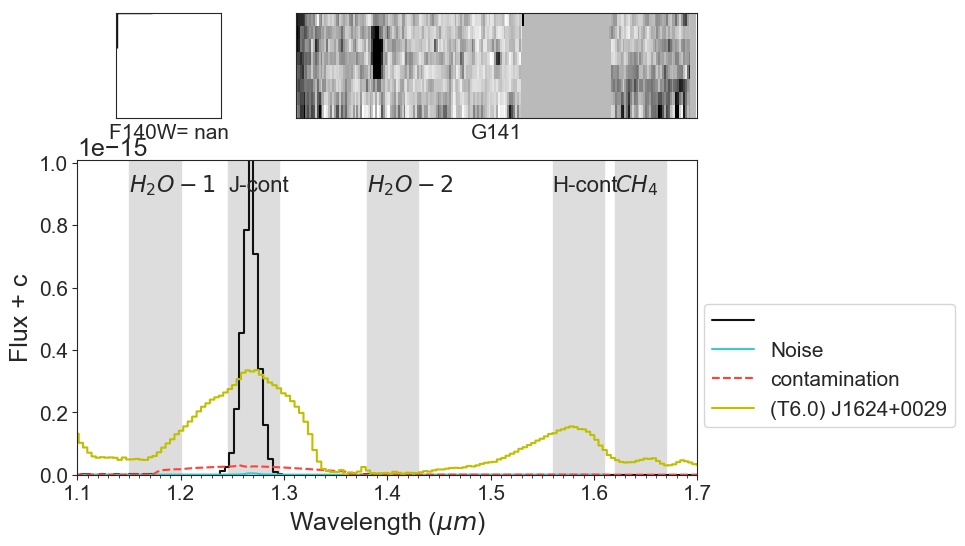 F140W= nan
G141
1e−15
H₂O − 1 J-cont H₂O − 2 H-cont CH₄
1.0
0.8
0.6
0.4
0.2
0.0
Flux + c
1.1 1.2 1.3 1.4 1.5 1.6 1.7
Wavelength (μm)
Noise
contamination
(T6.0) J1624+0029